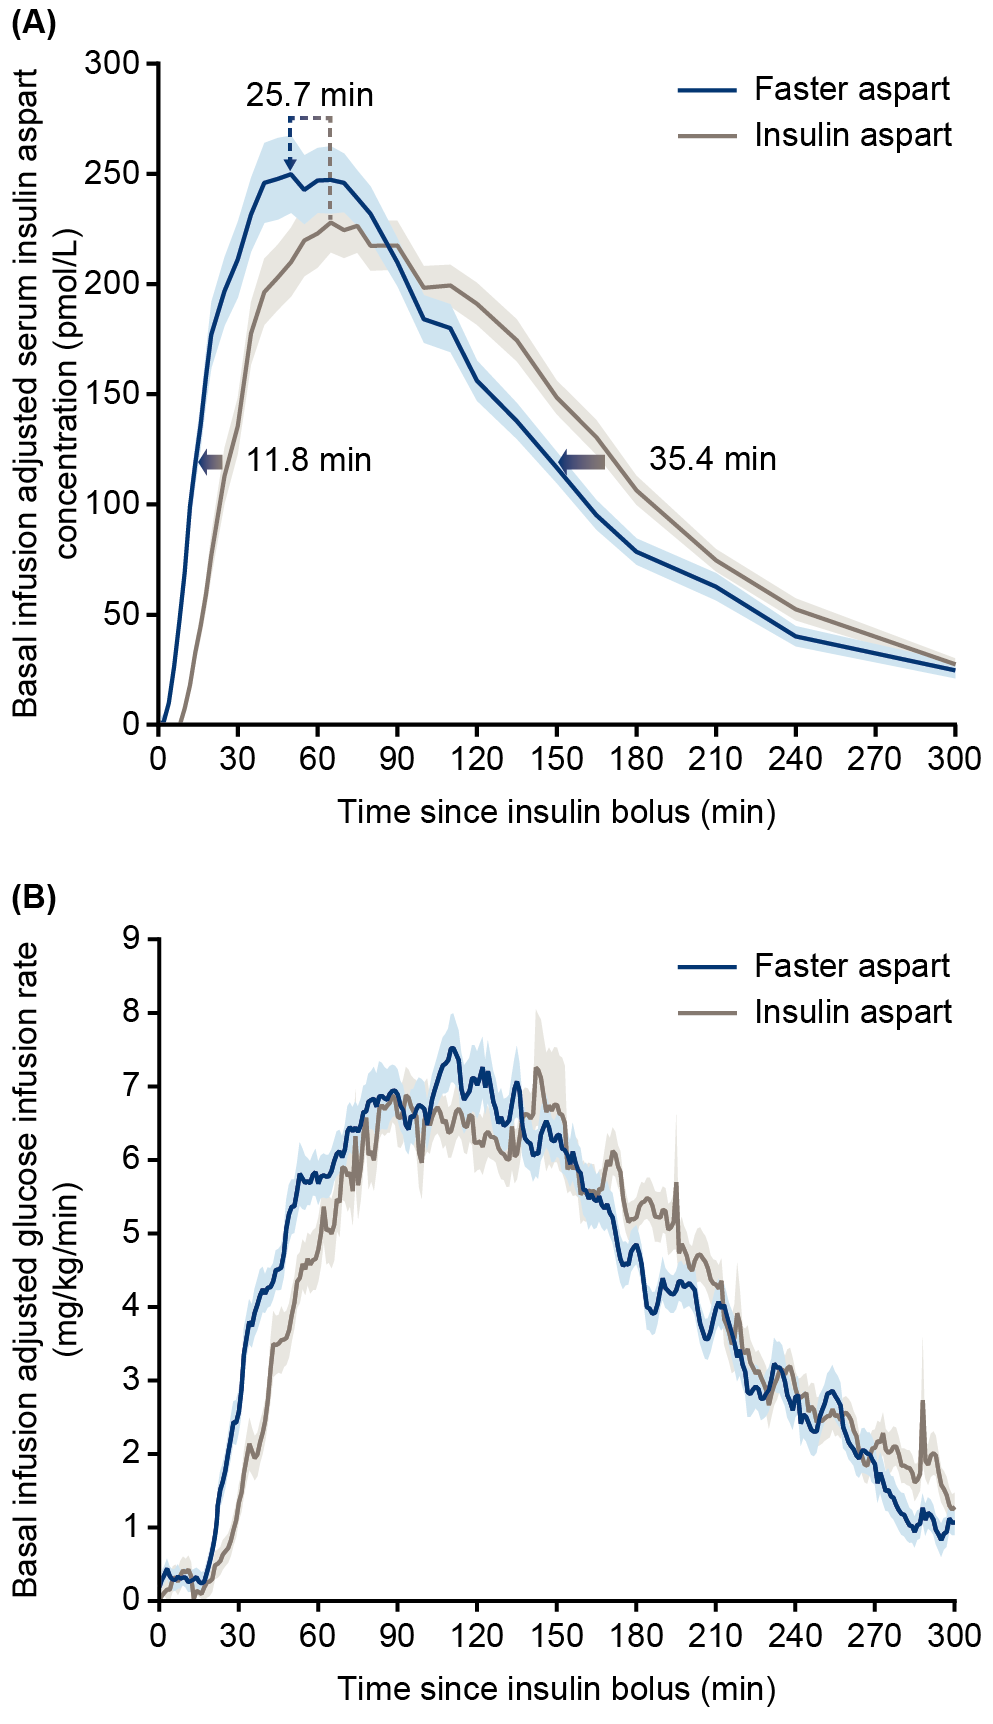 (A)
Basal infusion adjusted serum insulin aspart
concentration (pmol/L)
300
250
200
150
100
50
0
25.7 min
Faster aspart
Insulin aspart
11.8 min
35.4 min
0 30 60 90 120 150 180 210 240 270 300
Time since insulin bolus (min)
(B)
Basal infusion adjusted glucose infusion rate
(mg/kg/min)
9
8
7
6
5
4
3
2
1
0
Faster aspart
Insulin aspart
0 30 60 90 120 150 180 210 240 270 300
Time since insulin bolus (min)